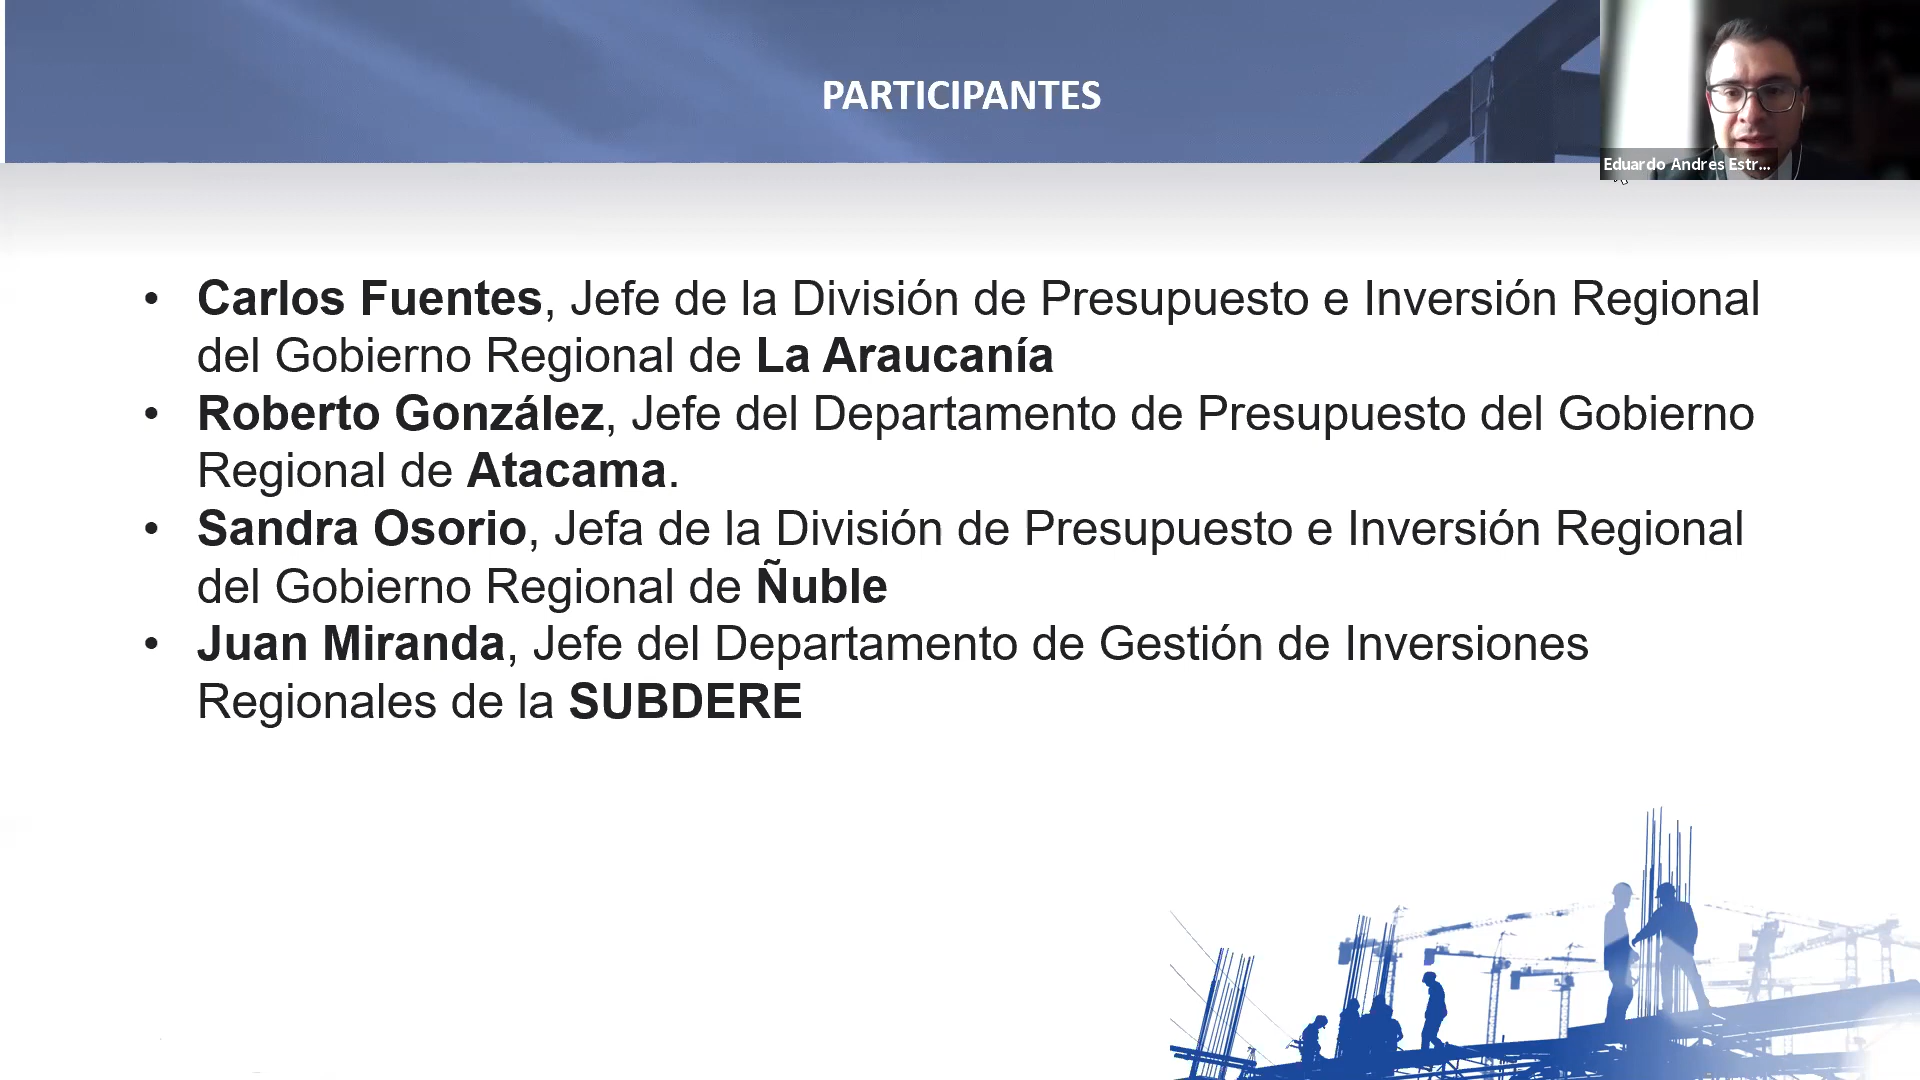 PARTICIPANTES
Eduardo Andres Estr...
• Carlos Fuentes, Jefe de la División de Presupuesto e Inversión Regional
del Gobierno Regional de La Araucanía
• Roberto González, Jefe del Departamento de Presupuesto del Gobierno
Regional de Atacama.
• Sandra Osorio, Jefa de la División de Presupuesto e Inversión Regional
del Gobierno Regional de Ñuble
• Juan Miranda, Jefe del Departamento de Gestión de Inversiones
Regionales de la SUBDERE